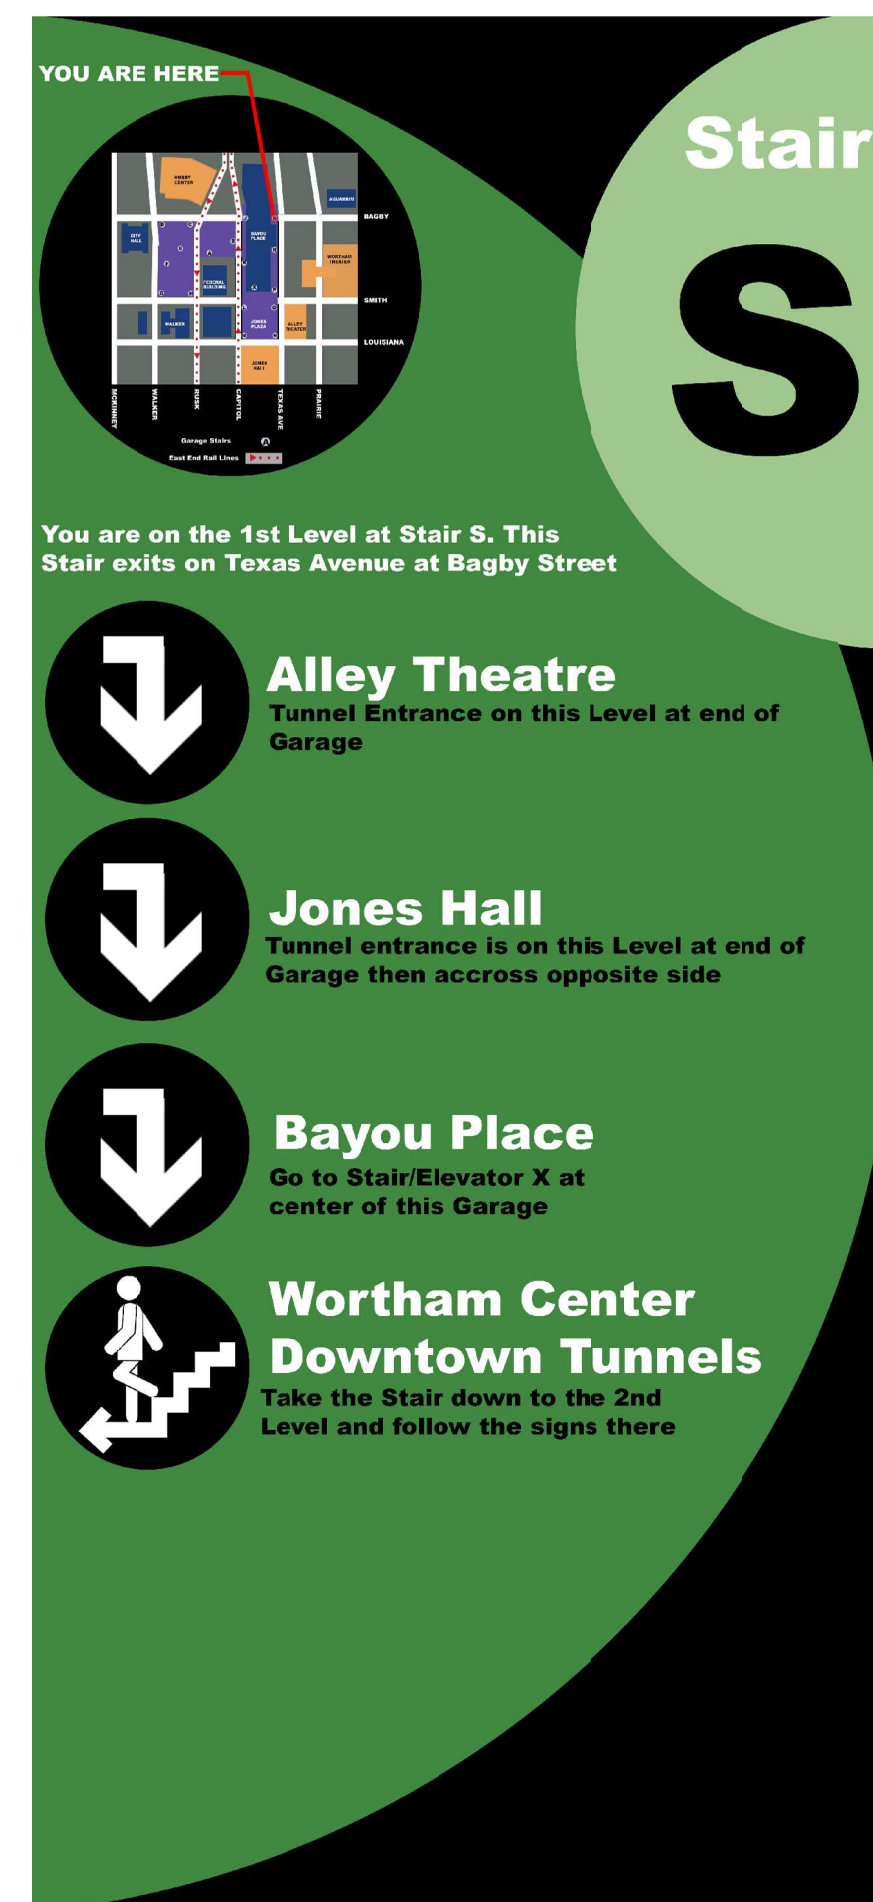 YOU ARE HERE
Stair
S
HOBBY
CENTER
AQUARIUM
BAGBY
CITY
HALL
BAYOU
PLACE
WORTHAM
THEATER
FEDERAL
BUILDING
SMITH
WALKER
JONES
PLAZA
ALLEY
THEATER
LOUISIANA
JONES
HALL
MCKINNEY
WALKER
RUSK
CAPITOL
TEXAS AVE
PRAIRIE
Garage Stairs A
East End Rail Lines
You are on the 1st Level at Stair S. This
Stair exits on Texas Avenue at Bagby Street
Alley Theatre
Tunnel Entrance on this Level at end of
Garage
Jones Hall
Tunnel entrance is on this Level at end of
Garage then accross opposite side
Bayou Place
Go to Stair/Elevator X at
center of this Garage
Wortham Center
Downtown Tunnels
Take the Stair down to the 2nd
Level and follow the signs there